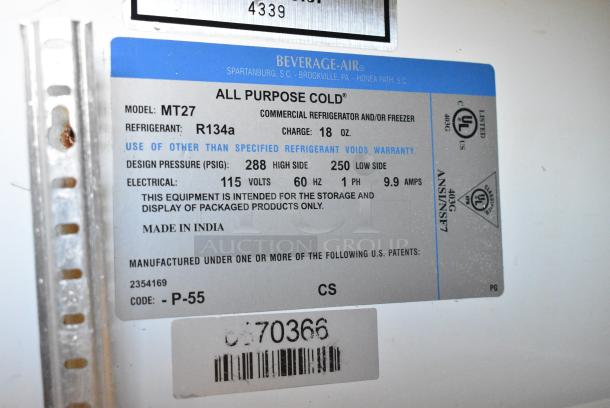 4339
BEVERAGE-AIR®
SPARTANBURG, S.C. - BROOKVILLE, PA. - HONEA PATH, S.C.
ALL PURPOSE COLD®
MODEL: MT27 COMMERCIAL REFRIGERATOR AND/OR FREEZER
REFRIGERANT: R134a CHARGE: 18 OZ.
USE OF OTHER THAN SPECIFIED REFRIGERANT VOIDS WARRANTY.
DESIGN PRESSURE (PSIG): 288 HIGH SIDE 250 LOW SIDE
ELECTRICAL: 115 VOLTS 60 HZ 1 PH 9.9 AMPS
THIS EQUIPMENT IS INTENDED FOR THE STORAGE AND
DISPLAY OF PACKAGED PRODUCTS ONLY.
MADE IN INDIA
AUCTION GROUP
MANUFACTURED UNDER ONE OR MORE OF THE FOLLOWING U.S. PATENTS:
2354169
CODE: - P-55 CS
PG
LISTED
C UL US
403G
UL
403G
ANSI/NSF7
70366